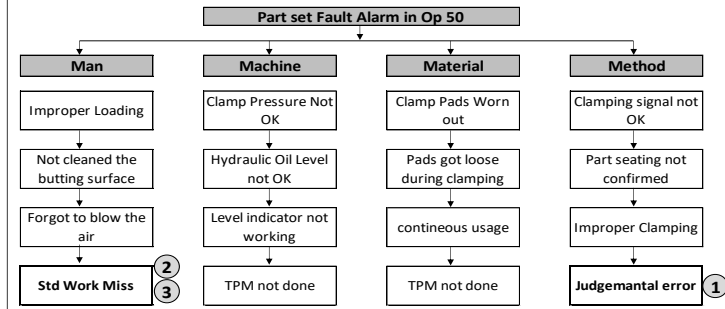 Part set Fault Alarm in Op 50
Man
Machine
Material
Method
Improper Loading
Clamp Pressure Not
OK
Clamp Pads Worn
out
Clamping signal not
OK
Not cleaned the
butting surface
Hydraulic Oil Level
not OK
Pads got loose
during clamping
Part seating not
confirmed
Forgot to blow the
air
Level indicator not
working
contineous usage
Improper Clamping
Std Work Miss
2
3
TPM not done
TPM not done
Judgemantal error
1